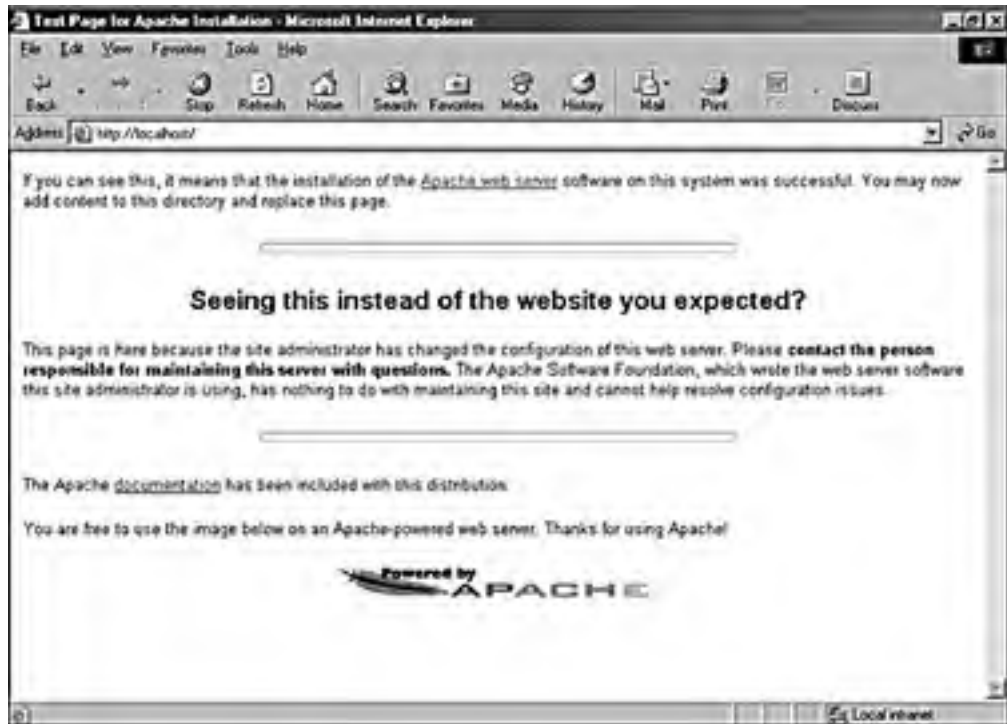 Test Page for Apache Installation - Microsoft Internet Explorer
File Edit View Favorites Tools Help
Back Stop Refresh Home Search Favorites Media History Mail Print Discuss
Address http://localhost/ Go
If you can see this, it means that the installation of the Apache web server software on this system was successful. You may now
add content to this directory and replace this page.
Seeing this instead of the website you expected?
This page is here because the site administrator has changed the configuration of this web server. Please contact the person
responsible for maintaining this server with questions. The Apache Software Foundation, which wrote the web server software
this site administrator is using, has nothing to do with maintaining this site and cannot help resolve configuration issues.
The Apache documentation has been included with this distribution.
You are free to use the image below on an Apache-powered web server. Thanks for using Apache!
Powered by
APACHE
Local intranet